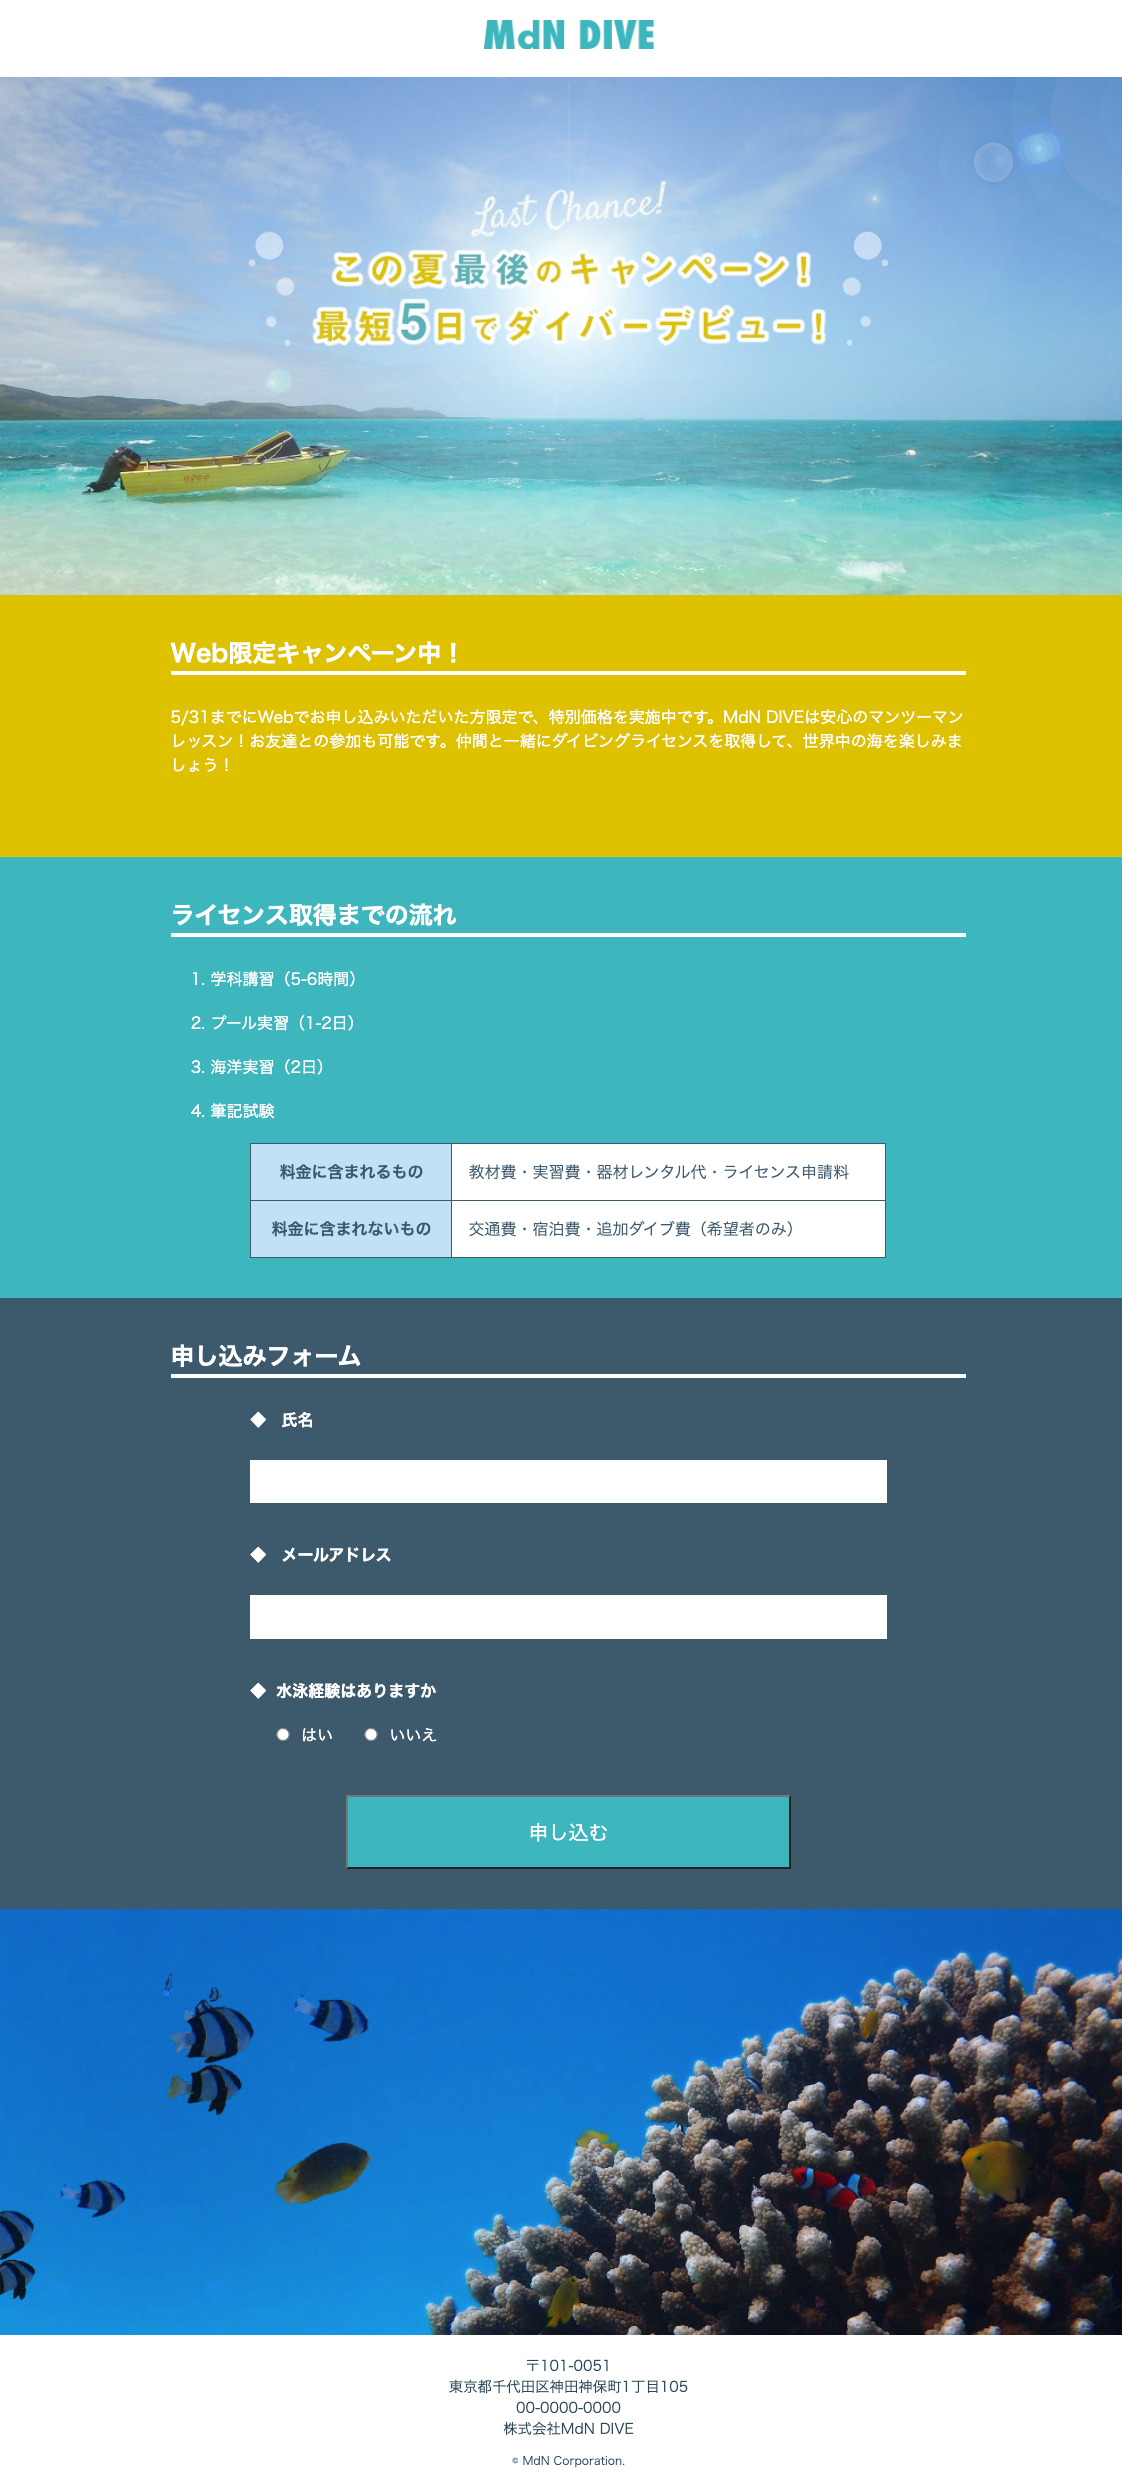 MdN DIVE
Last Chance!
この夏最後のキャンペーン！
最短5日でダイバーデビュー！
Web限定キャンペーン中！
5/31までにWebでお申し込みいただいた方限定で、特別価格を実施中です。MdN DIVEは安心のマンツーマン
レッスン！お友達との参加も可能です。仲間と一緒にダイビングライセンスを取得して、世界中の海を楽しみま
しょう！
ライセンス取得までの流れ
1. 学科講習（5-6時間）
2. プール実習（1-2日）
3. 海洋実習（2日）
4. 筆記試験
料金に含まれるもの 教材費・実習費・器材レンタル代・ライセンス申請料
料金に含まれないもの 交通費・宿泊費・追加ダイブ費（希望者のみ）
申し込みフォーム
◆ 氏名
◆ メールアドレス
◆ 水泳経験はありますか
はい いいえ
申し込む
〒101-0051
東京都千代田区神田神保町1丁目105
00-0000-0000
株式会社MdN DIVE
© MdN Corporation.